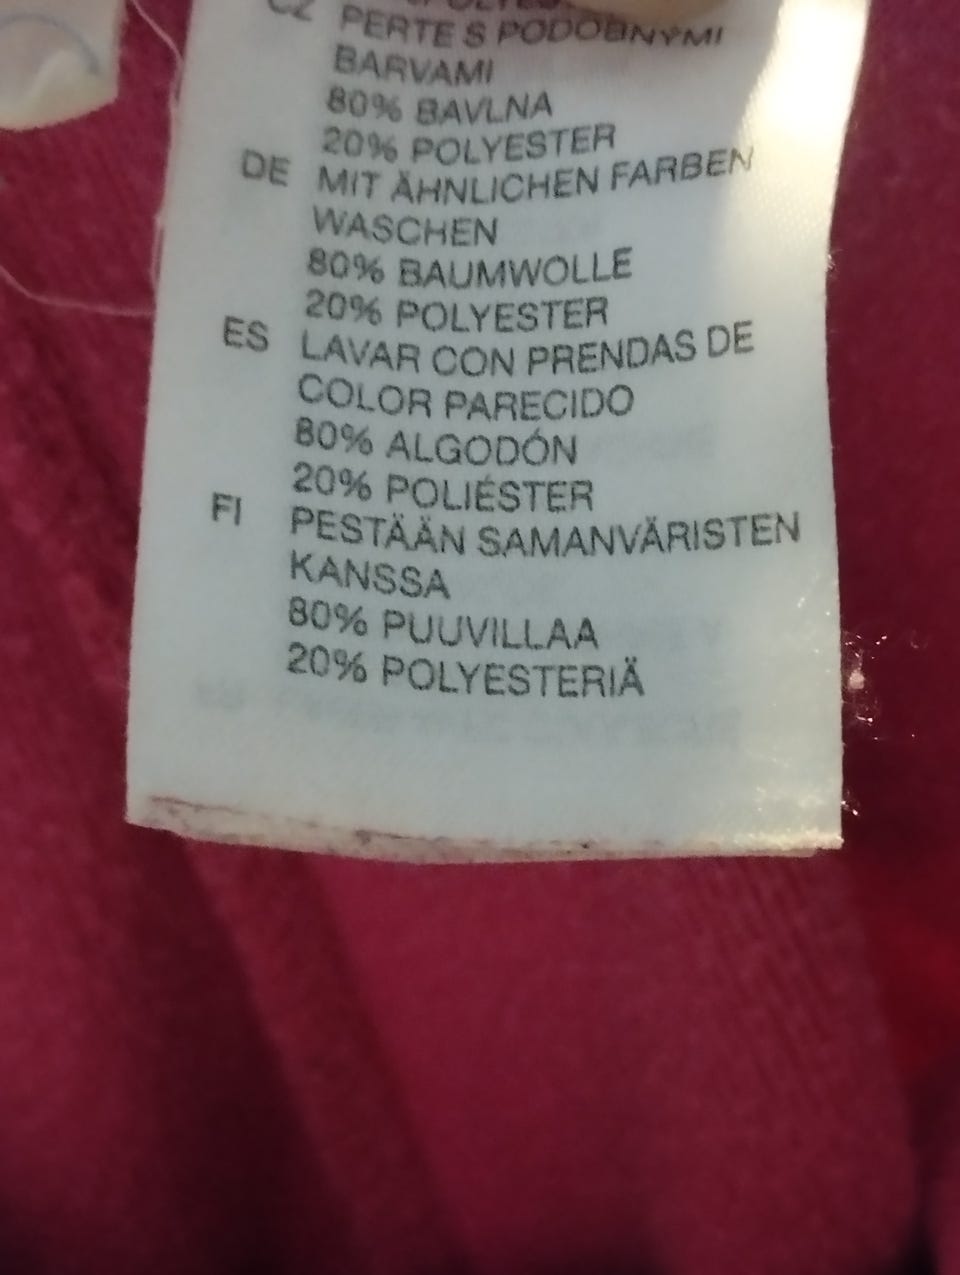 CZ PERTE S PODOBNÝMI
BARVAMI
80% BAVLNA
20% POLYESTER
DE MIT ÄHNLICHEN FARBEN
WASCHEN
80% BAUMWOLLE
20% POLYESTER
ES LAVAR CON PRENDAS DE
COLOR PARECIDO
80% ALGODÓN
20% POLIÉSTER
FI PESTÄÄN SAMANVÄRISTEN
KANSSA
80% PUUVILLAA
20% POLYESTERIÄ